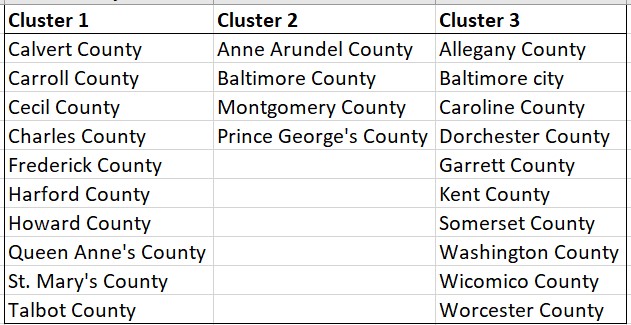 Cluster 1 Cluster 2 Cluster 3
Calvert County Anne Arundel County Allegany County
Carroll County Baltimore County Baltimore city
Cecil County Montgomery County Caroline County
Charles County Prince George's County Dorchester County
Frederick County Garrett County
Harford County Kent County
Howard County Somerset County
Queen Anne's County Washington County
St. Mary's County Wicomico County
Talbot County Worcester County